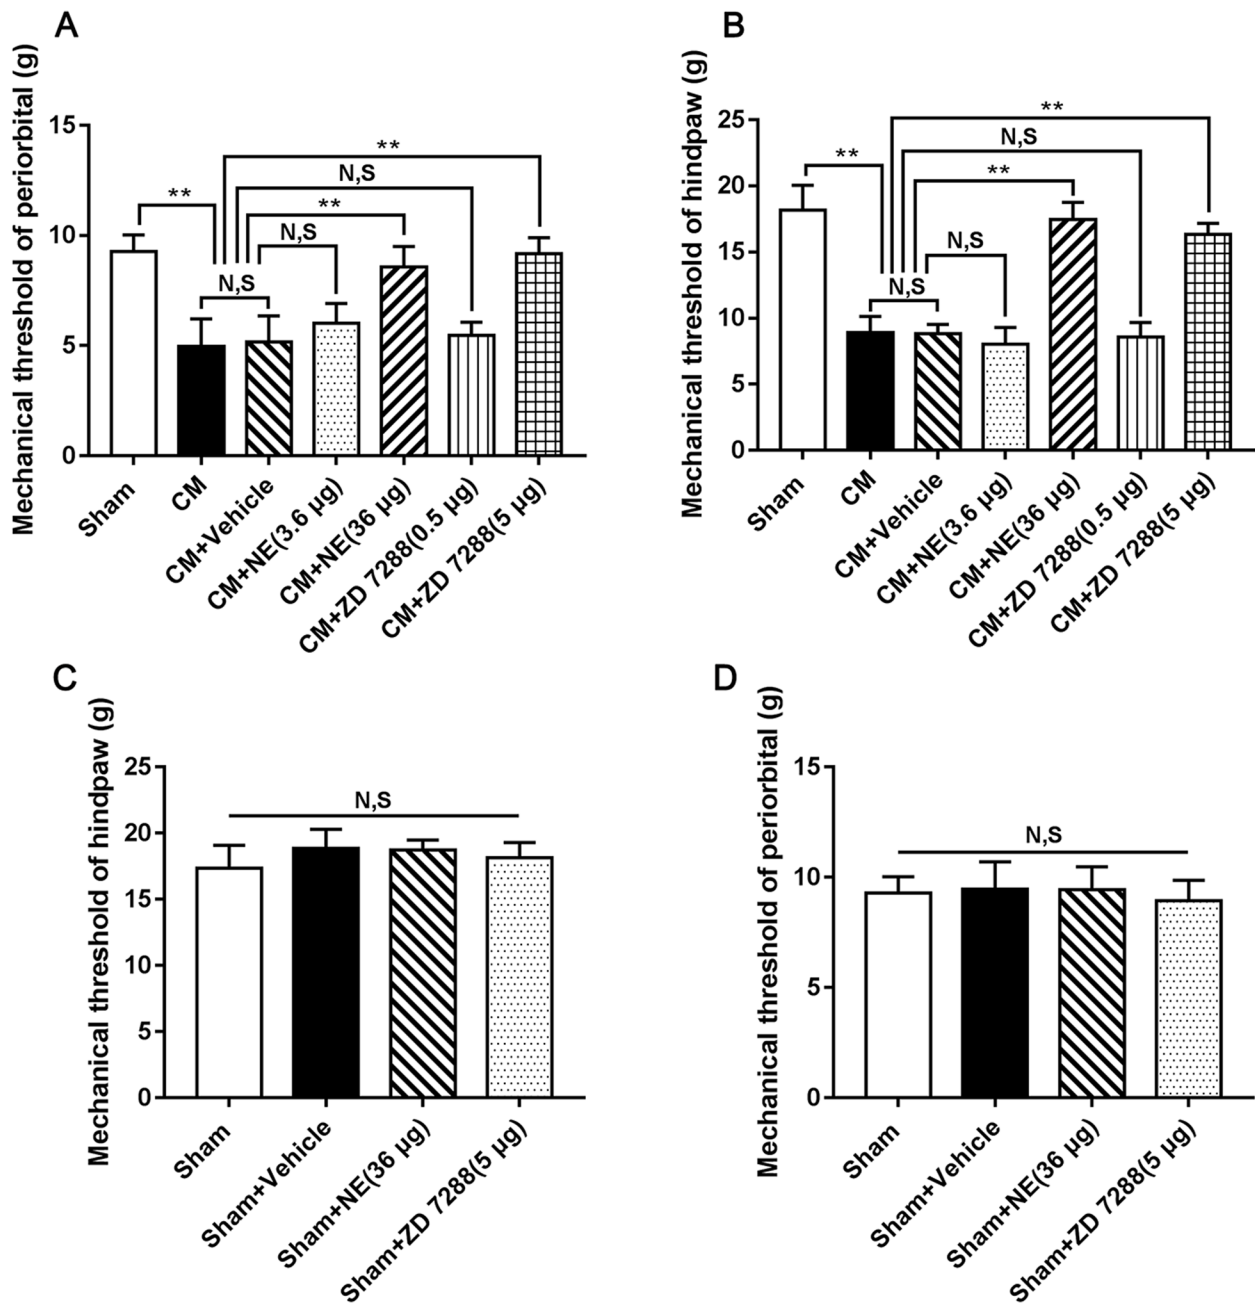 A
Mechanical threshold of periorbital (g)
15
10
5
0
**
**
N,S
**
N,S
N,S
Sham
CM
CM+Vehicle
CM+NE(3.6 µg)
CM+NE(36 µg)
CM+ZD 7288(0.5 µg)
CM+ZD 7288(5 µg)
B
Mechanical threshold of hindpaw (g)
25
20
15
10
5
0
**
**
N,S
**
N,S
N,S
Sham
CM
CM+Vehicle
CM+NE(3.6 µg)
CM+NE(36 µg)
CM+ZD 7288(0.5 µg)
CM+ZD 7288(5 µg)
C
Mechanical threshold of hindpaw (g)
25
20
15
10
5
0
N,S
Sham
Sham+Vehicle
Sham+NE(36 µg)
Sham+ZD 7288(5 µg)
D
Mechanical threshold of periorbital (g)
15
10
5
0
N,S
Sham
Sham+Vehicle
Sham+NE(36 µg)
Sham+ZD 7288(5 µg)